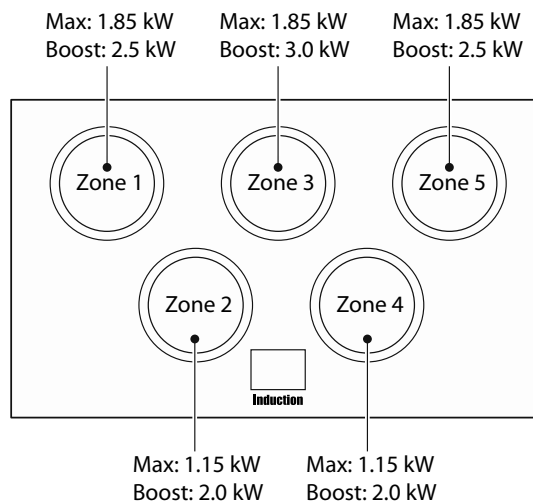 Max: 1.85 kW
Boost: 2.5 kW
Max: 1.85 kW
Boost: 3.0 kW
Max: 1.85 kW
Boost: 2.5 kW
Zone 1
Zone 3
Zone 5
Zone 2
Zone 4
Induction
Max: 1.15 kW
Boost: 2.0 kW
Max: 1.15 kW
Boost: 2.0 kW